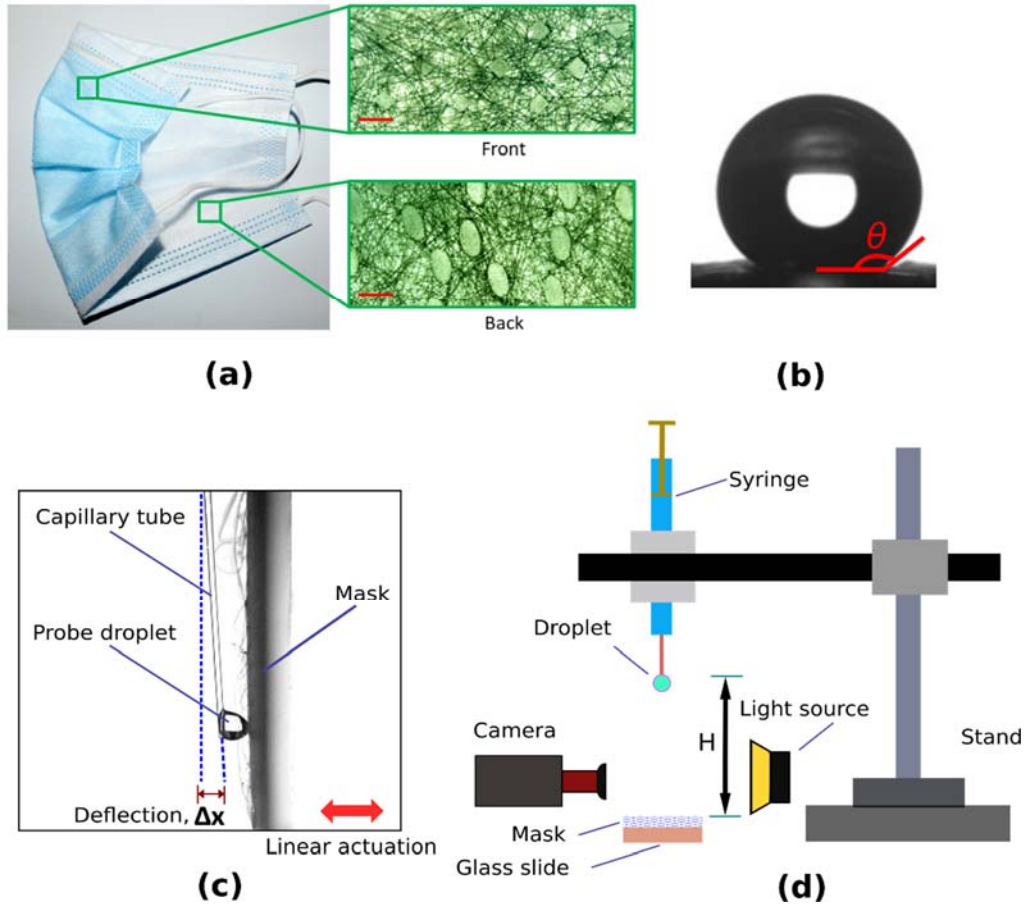 Front
Back
(a)
θ
(b)
Capillary tube
Mask
Probe droplet
Deflection, Δx
Linear actuation
(c)
Syringe
Droplet
H
Light source
Camera
Stand
Mask
Glass slide
(d)